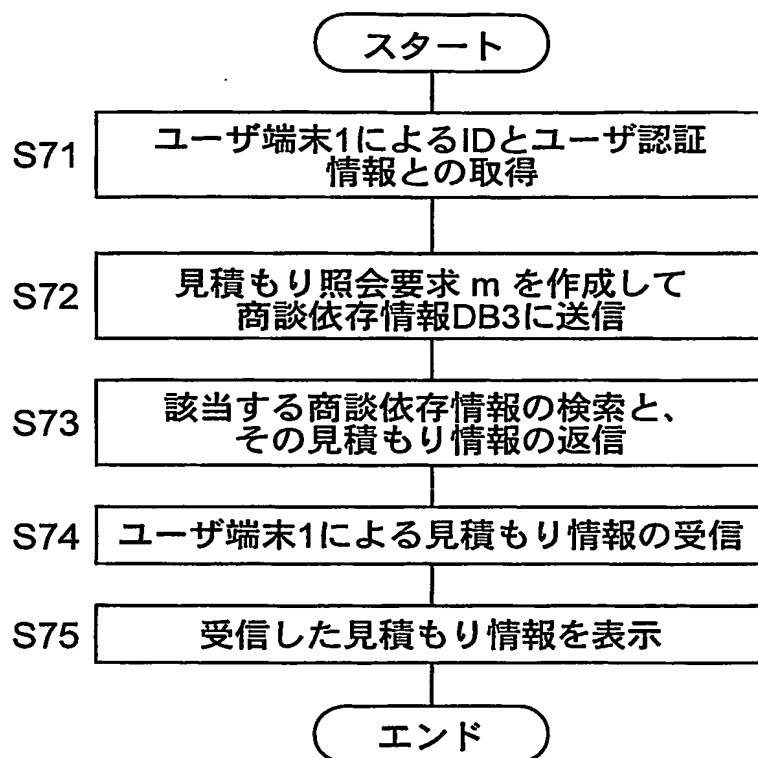 スタート
S71
ユーザ端末1によるIDとユーザ認証
情報との取得
S72
見積もり照会要求 m を作成して
商談依存情報DB3に送信
S73
該当する商談依存情報の検索と、
その見積もり情報の返信
S74
ユーザ端末1による見積もり情報の受信
S75
受信した見積もり情報を表示
エンド